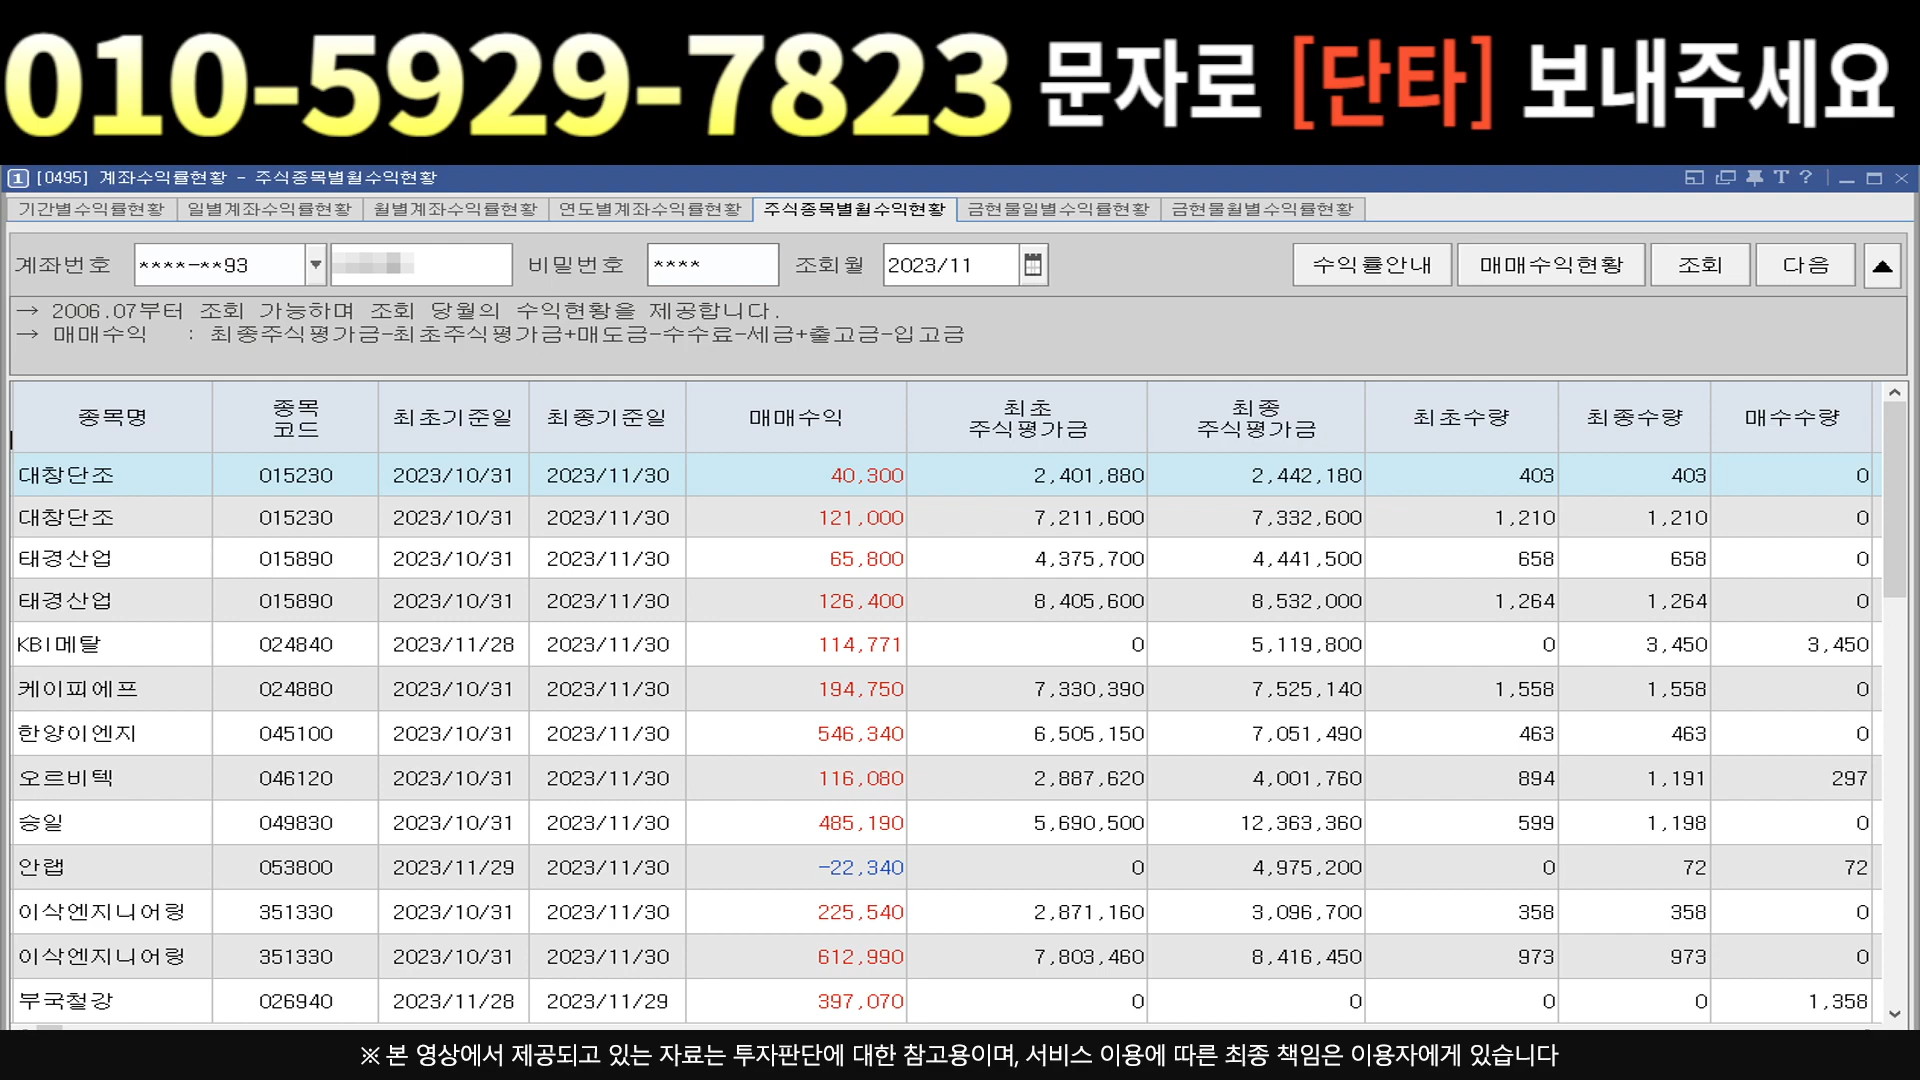 010-5929-7823 문자로 [단타] 보내주세요
1 [0495] 계좌수익률현황 - 주식종목별월수익현황 T ?
기간별수익률현황 일별계좌수익률현황 월별계좌수익률현황 연도별계좌수익률현황 주식종목별월수익현황 금현물일별수익률현황 금현물월별수익률현황
계좌번호 ****-**93 비밀번호 **** 조회월 2023/11 수익률안내 매매수익현황 조회 다음 ▲
→ 2006.07부터 조회 가능하며 조회 당월의 수익현황을 제공합니다.
→ 매매수익 : 최종주식평가금-최초주식평가금+매도금-수수료-세금+출고금-입고금
종목명 종목코드 최초기준일 최종기준일 매매수익 최초주식평가금 최종주식평가금 최초수량 최종수량 매수수량
대창단조 015230 2023/10/31 2023/11/30 40,300 2,401,880 2,442,180 403 403 0
대창단조 015230 2023/10/31 2023/11/30 121,000 7,211,600 7,332,600 1,210 1,210 0
태경산업 015890 2023/10/31 2023/11/30 65,800 4,375,700 4,441,500 658 658 0
태경산업 015890 2023/10/31 2023/11/30 126,400 8,405,600 8,532,000 1,264 1,264 0
KBI메탈 024840 2023/11/28 2023/11/30 114,771 0 5,119,800 0 3,450 3,450
케이피에프 024880 2023/10/31 2023/11/30 194,750 7,330,390 7,525,140 1,558 1,558 0
한양이엔지 045100 2023/10/31 2023/11/30 546,340 6,505,150 7,051,490 463 463 0
오르비텍 046120 2023/10/31 2023/11/30 116,080 2,887,620 4,001,760 894 1,191 297
승일 049830 2023/10/31 2023/11/30 485,190 5,690,500 12,363,360 599 1,198 0
안랩 053800 2023/11/29 2023/11/30 -22,340 0 4,975,200 0 72 72
이삭엔지니어링 351330 2023/10/31 2023/11/30 225,540 2,871,160 3,096,700 358 358 0
이삭엔지니어링 351330 2023/10/31 2023/11/30 612,990 7,803,460 8,416,450 973 973 0
부국철강 026940 2023/11/28 2023/11/29 397,070 0 0 0 0 1,358
※ 본 영상에서 제공되고 있는 자료는 투자판단에 대한 참고용이며, 서비스 이용에 따른 최종 책임은 이용자에게 있습니다